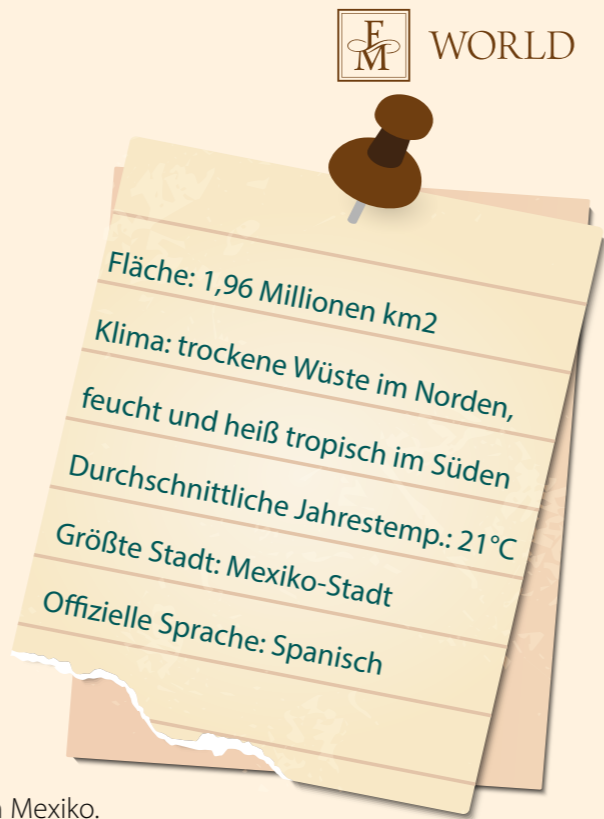 FM WORLD
Fläche: 1,96 Millionen km2
Klima: trockene Wüste im Norden,
feucht und heiß tropisch im Süden
Durchschnittliche Jahrestemp.: 21°C
Größte Stadt: Mexiko-Stadt
Offizielle Sprache: Spanisch
Mexiko.